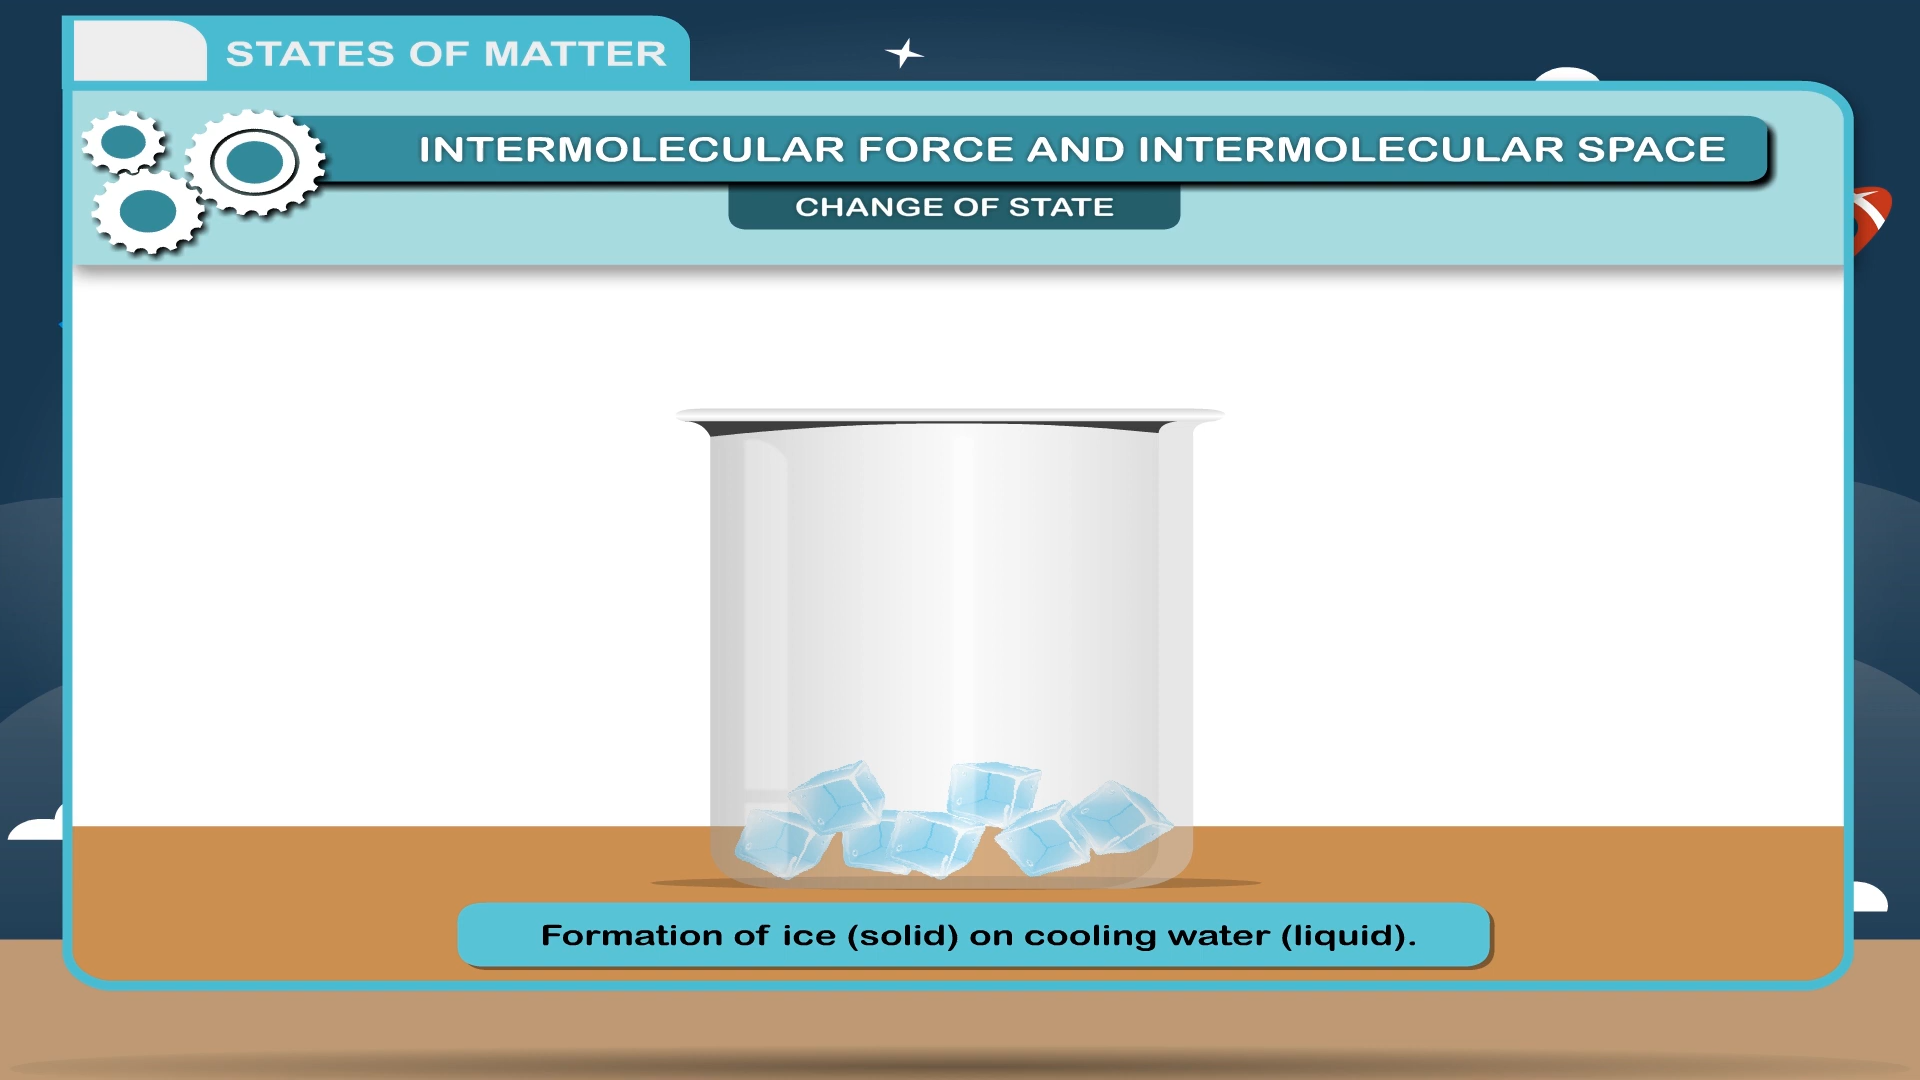 STATES OF MATTER
INTERMOLECULAR FORCE AND INTERMOLECULAR SPACE
CHANGE OF STATE
Formation of ice (solid) on cooling water (liquid).